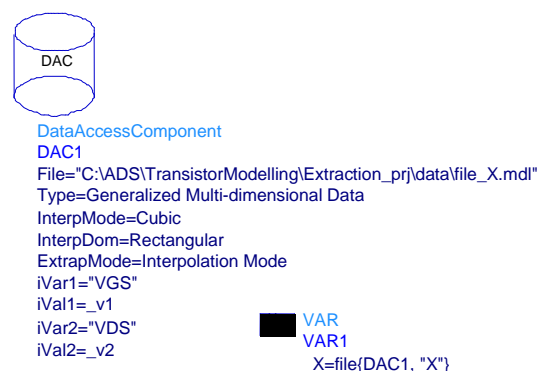 DAC
DataAccessComponent
DAC1
File="C:\ADS\TransistorModelling\Extraction_prj\data\file_X.mdl"
Type=Generalized Multi-dimensional Data
InterpMode=Cubic
InterpDom=Rectangular
ExtrapMode=Interpolation Mode
iVar1="VGS"
iVal1=_v1
iVar2="VDS"
iVal2=_v2
VAR
VAR1
X=file{DAC1, "X"}